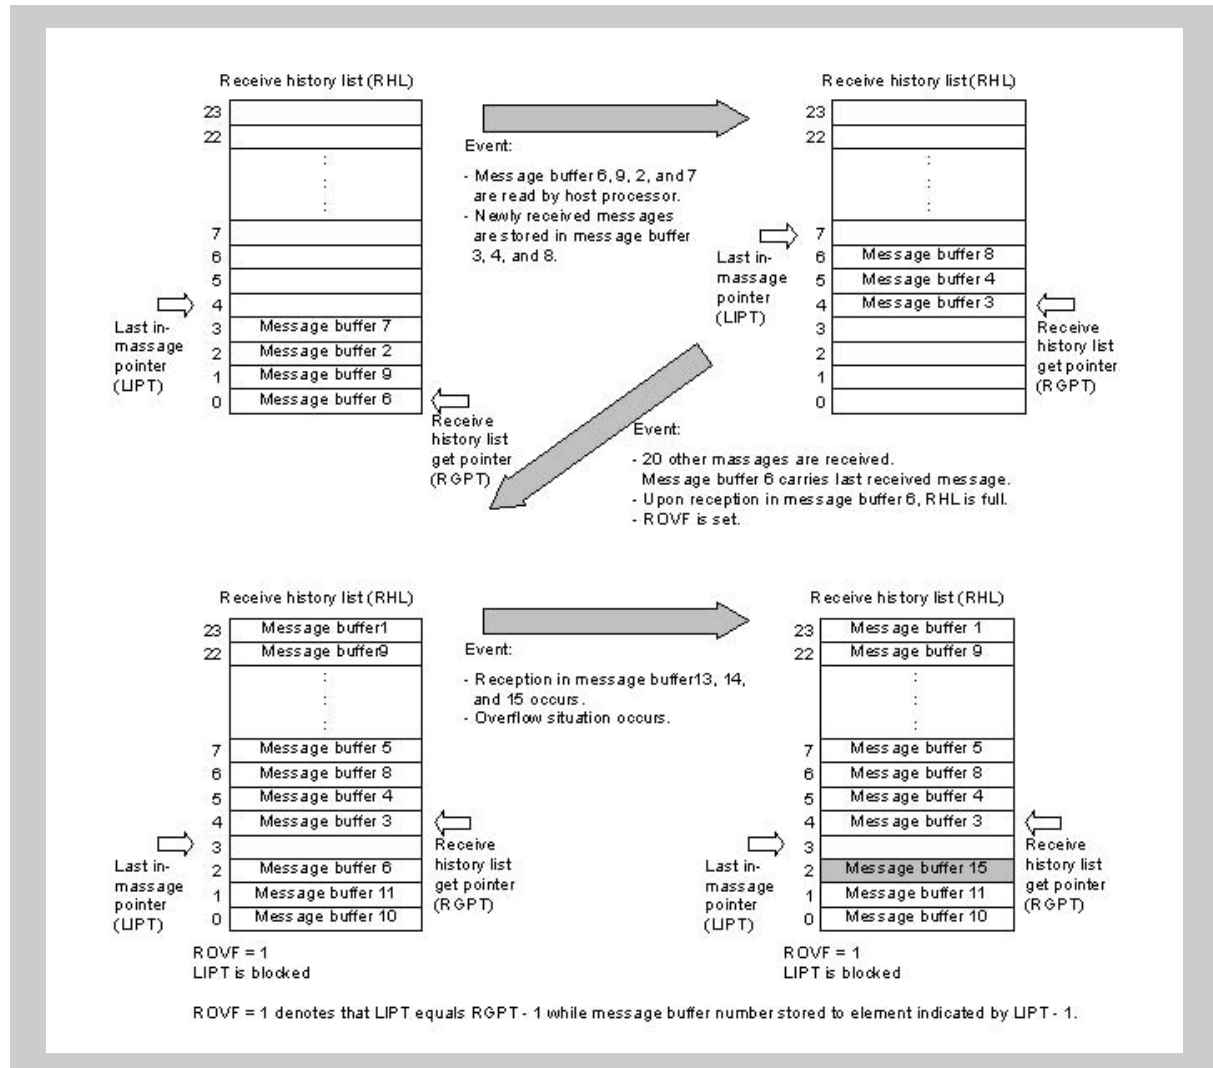 Receive history list (RHL)
23
22
:
:
:
7
6
5
4
3 Message buffer 7
2 Message buffer 2
1 Message buffer 9
0 Message buffer 6
Last in-
massage
pointer
(LIPT)
Receive
history list
get pointer
(RGPT)
Event:
- Message buffer 6, 9, 2, and 7
are read by host processor.
- Newly received messages
are stored in message buffer
3, 4, and 8.
Receive history list (RHL)
23
22
:
:
:
7
6 Message buffer 8
5 Message buffer 4
4 Message buffer 3
3
2
1
0
Last in-
massage
pointer
(LIPT)
Receive
history list
get pointer
(RGPT)
Event:
- 20 other massages are received.
Message buffer 6 carries last received message.
- Upon reception in message buffer 6, RHL is full.
- ROVF is set.
Receive history list (RHL)
23 Message buffer1
22 Message buffer9
:
:
:
7 Message buffer 5
6 Message buffer 8
5 Message buffer 4
4 Message buffer 3
3
2 Message buffer 6
1 Message buffer 11
0 Message buffer 10
Last in-
massage
pointer
(LIPT)
Receive
history list
get pointer
(RGPT)
ROVF = 1
LIPT is blocked
Event:
- Reception in message buffer13, 14,
and 15 occurs.
- Overflow situation occurs.
Receive history list (RHL)
23 Message buffer 1
22 Message buffer 9
:
:
:
7 Message buffer 5
6 Message buffer 8
5 Message buffer 4
4 Message buffer 3
3
2 Message buffer 15
1 Message buffer 11
0 Message buffer 10
Last in-
massage
pointer
(LIPT)
Receive
history list
get pointer
(RGPT)
ROVF = 1
LIPT is blocked
ROVF = 1 denotes that LIPT equals RGPT - 1 while message buffer number stored to element indicated by LIPT - 1.